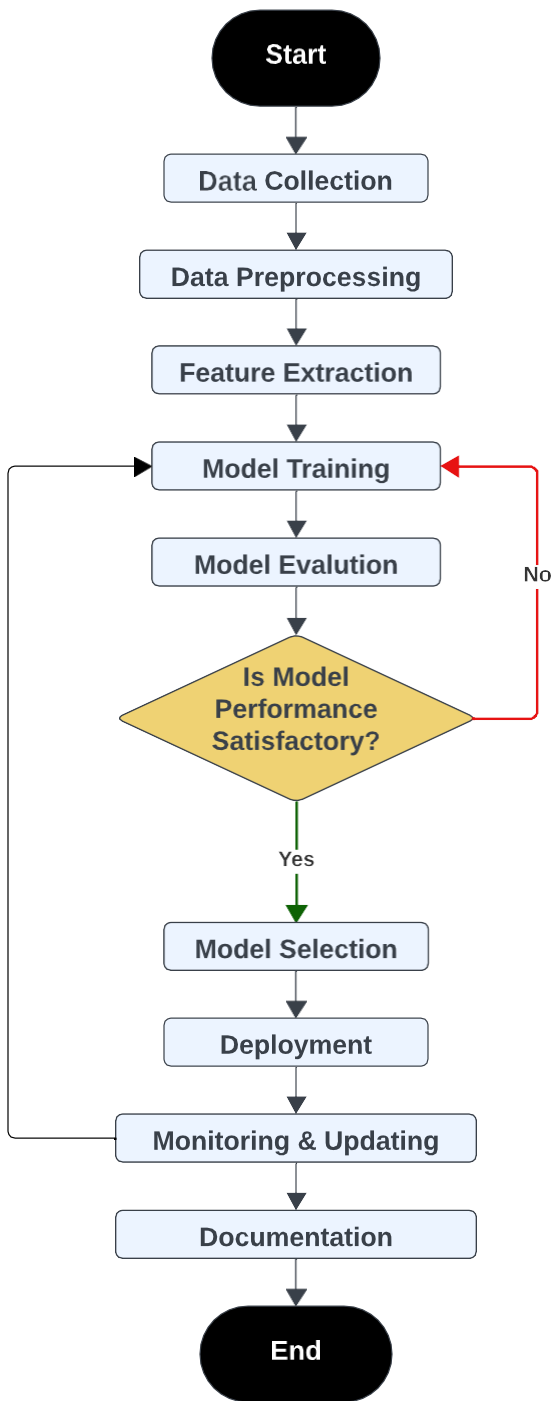 Start
Data Collection
Data Preprocessing
Feature Extraction
Model Training
Model Evalution
No
Is Model
Performance
Satisfactory?
Yes
Model Selection
Deployment
Monitoring & Updating
Documentation
End